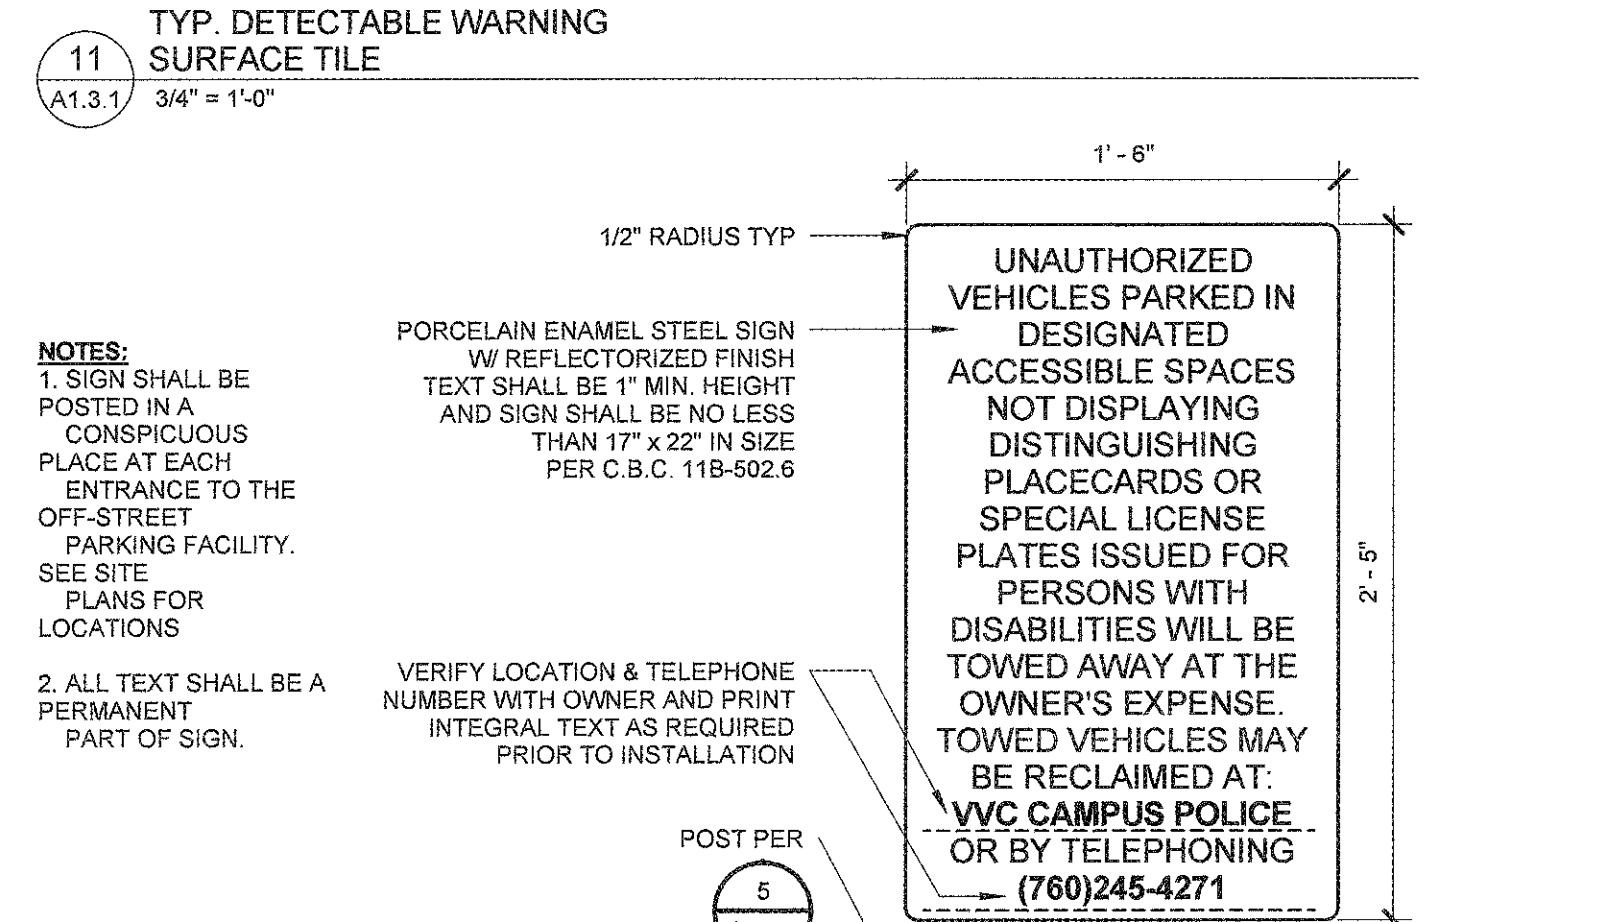 TYP. DETECTABLE WARNING
SURFACE TILE
11
A1.3.1
3/4" = 1'-0"
1' - 6"
1/2" RADIUS TYP
PORCELAIN ENAMEL STEEL SIGN
W/ REFLECTORIZED FINISH
TEXT SHALL BE 1" MIN. HEIGHT
AND SIGN SHALL BE NO LESS
THAN 17" x 22" IN SIZE
PER C.B.C. 11B-502.6
NOTES:
1. SIGN SHALL BE
POSTED IN A
CONSPICUOUS
PLACE AT EACH
ENTRANCE TO THE
OFF-STREET
PARKING FACILITY.
SEE SITE
PLANS FOR
LOCATIONS
2. ALL TEXT SHALL BE A
PERMANENT
PART OF SIGN.
VERIFY LOCATION & TELEPHONE
NUMBER WITH OWNER AND PRINT
INTEGRAL TEXT AS REQUIRED
PRIOR TO INSTALLATION
POST PER
5
UNAUTHORIZED
VEHICLES PARKED IN
DESIGNATED
ACCESSIBLE SPACES
NOT DISPLAYING
DISTINGUISHING
PLACECARDS OR
SPECIAL LICENSE
PLATES ISSUED FOR
PERSONS WITH
DISABILITIES WILL BE
TOWED AWAY AT THE
OWNER'S EXPENSE.
TOWED VEHICLES MAY
BE RECLAIMED AT:
VVC CAMPUS POLICE
OR BY TELEPHONING
(760)245-4271
2' - 5"